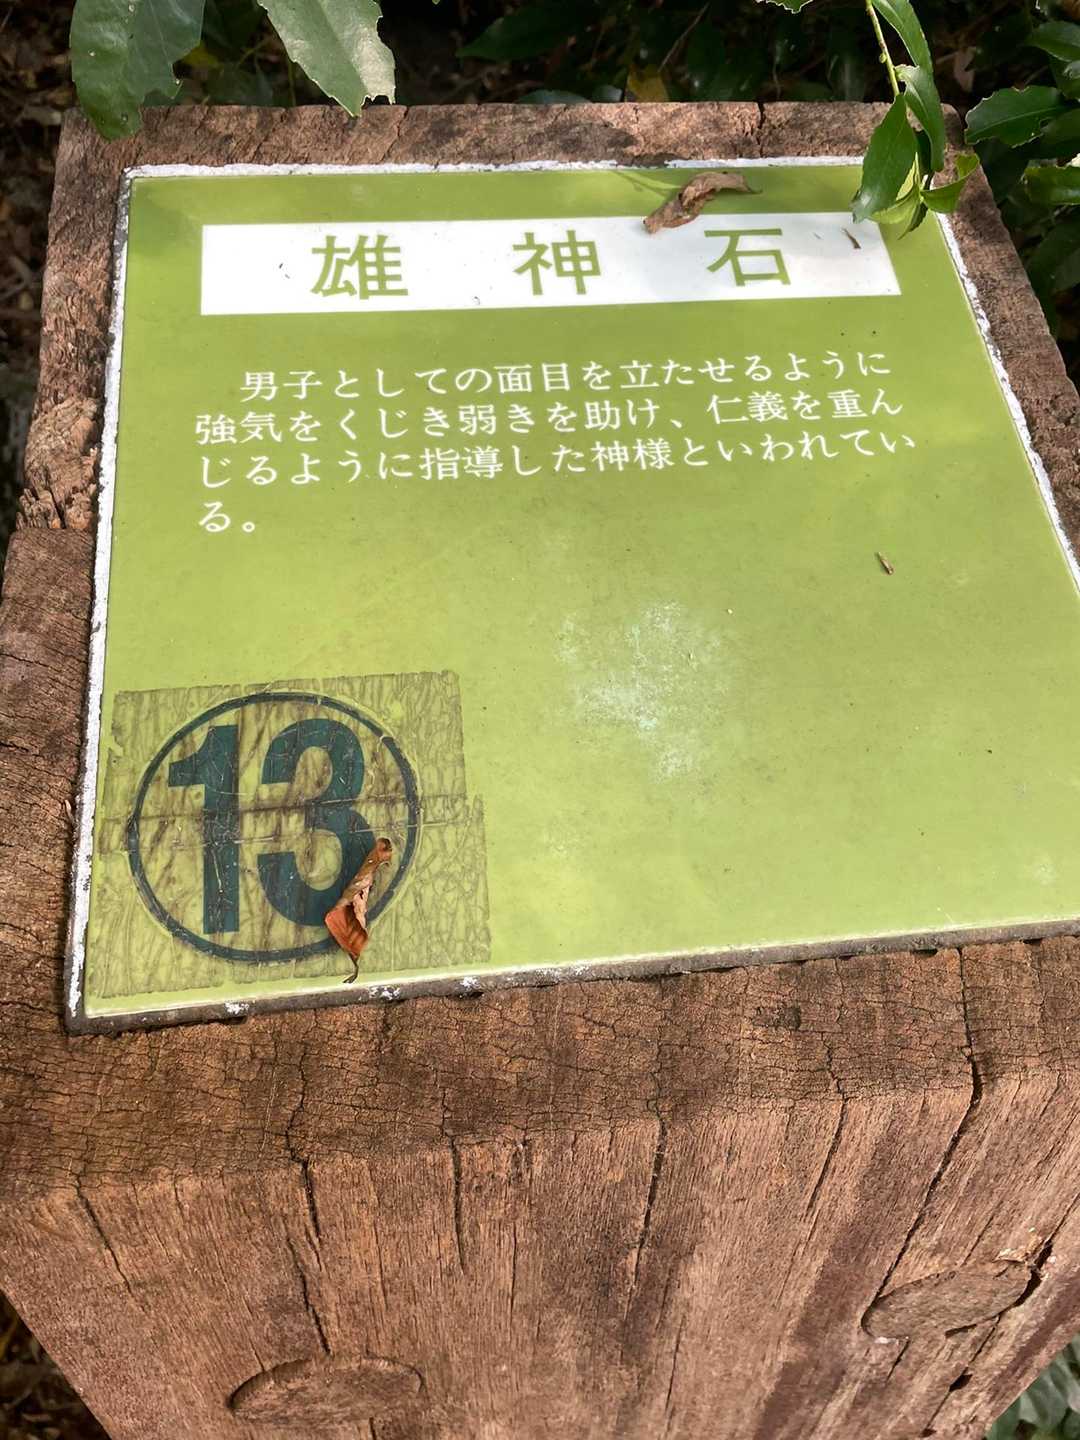 雄神石
男子としての面目を立たせるように
強気をくじき弱きを助け、仁義を重ん
じるように指導した神様といわれてい
る。
13